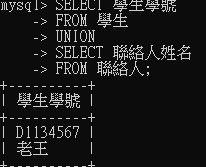 mysql> SELECT 學生學號
    -> FROM 學生
    -> UNION
    -> SELECT 聯絡人姓名
    -> FROM 聯絡人;
+----------+
| 學生學號 |
+----------+
| D1134567 |
| 老王     |
+----------+